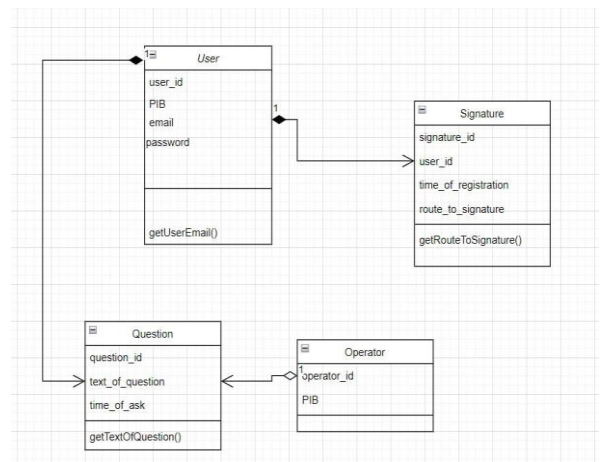 1
User
user_id
PIB
email
password
getUserEmail()
1
Signature
signature_id
user_id
time_of_registration
route_to_signature
getRouteToSignature()
Question
question_id
text_of_question
time_of_ask
getTextOfQuestion()
Operator
1
operator_id
PIB